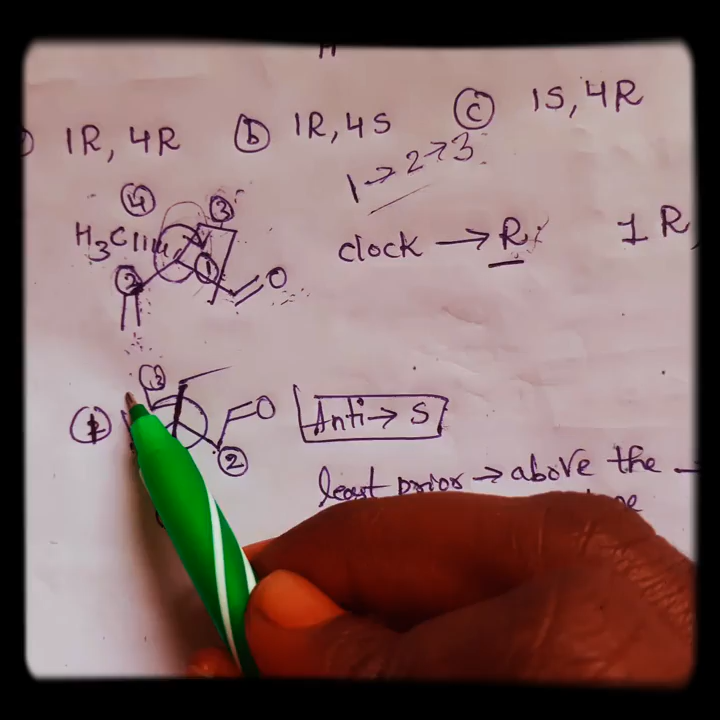 H
1R, 4R (b) 1R, 4S (c) 1S, 4R
1→2→3
4 3
H3C 1 O clock → R 1R,
2
3
1 O Anti → S
2
least prior → above the →